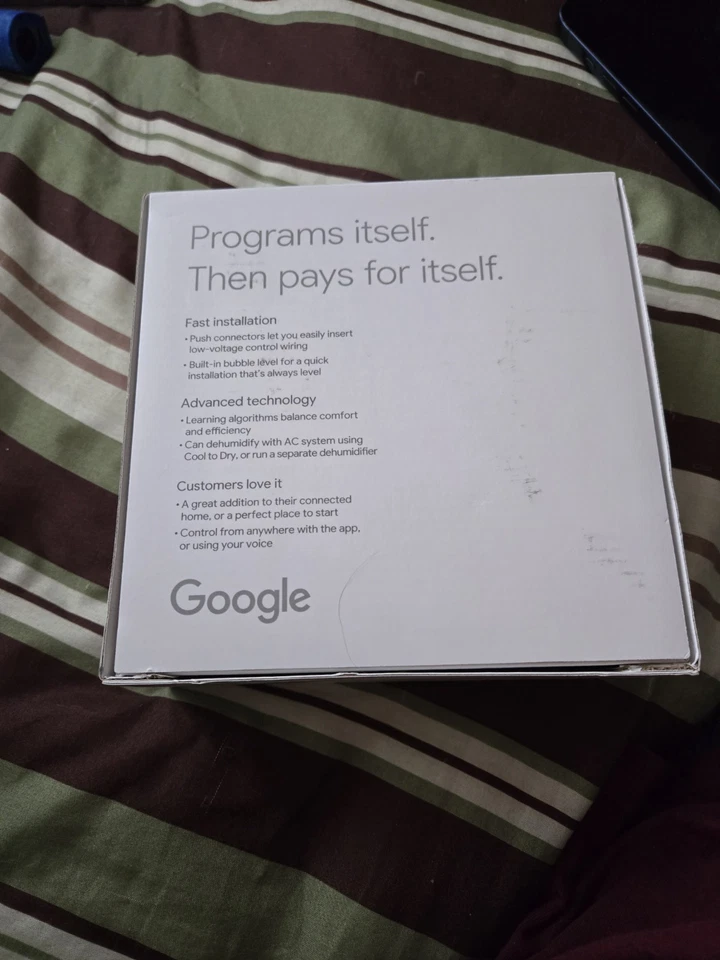 Programs itself.
Then pays for itself.
Fast installation
• Push connectors let you easily insert
low-voltage control wiring
• Built-in bubble level for a quick
installation that's always level
Advanced technology
• Learning algorithms balance comfort
and efficiency
• Can dehumidify with AC system using
Cool to Dry, or run a separate dehumidifier
Customers love it
• A great addition to their connected
home, or a perfect place to start
• Control from anywhere with the app,
or using your voice
Google